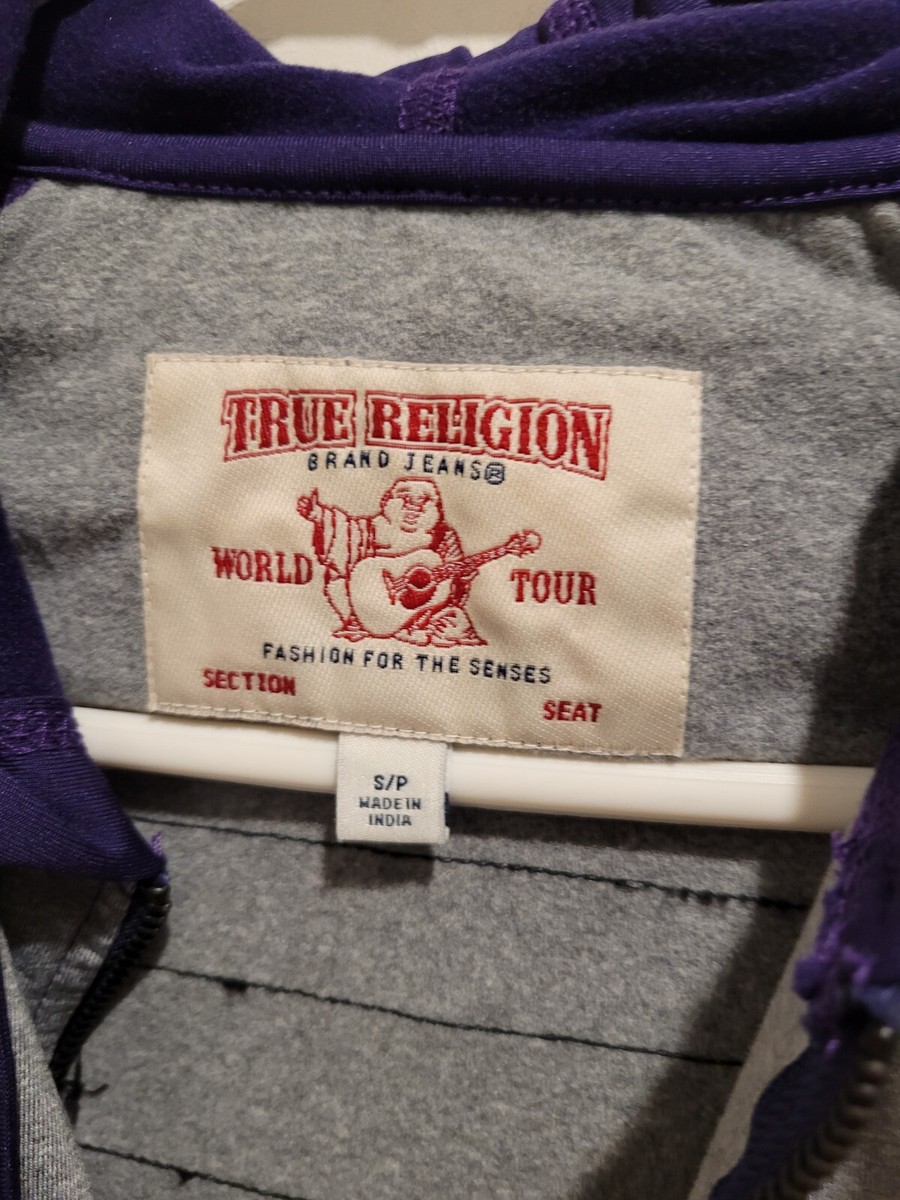 TRUE RELIGION
BRAND JEANS®
WORLD TOUR
FASHION FOR THE SENSES
SECTION
SEAT
S/P
MADE IN
INDIA